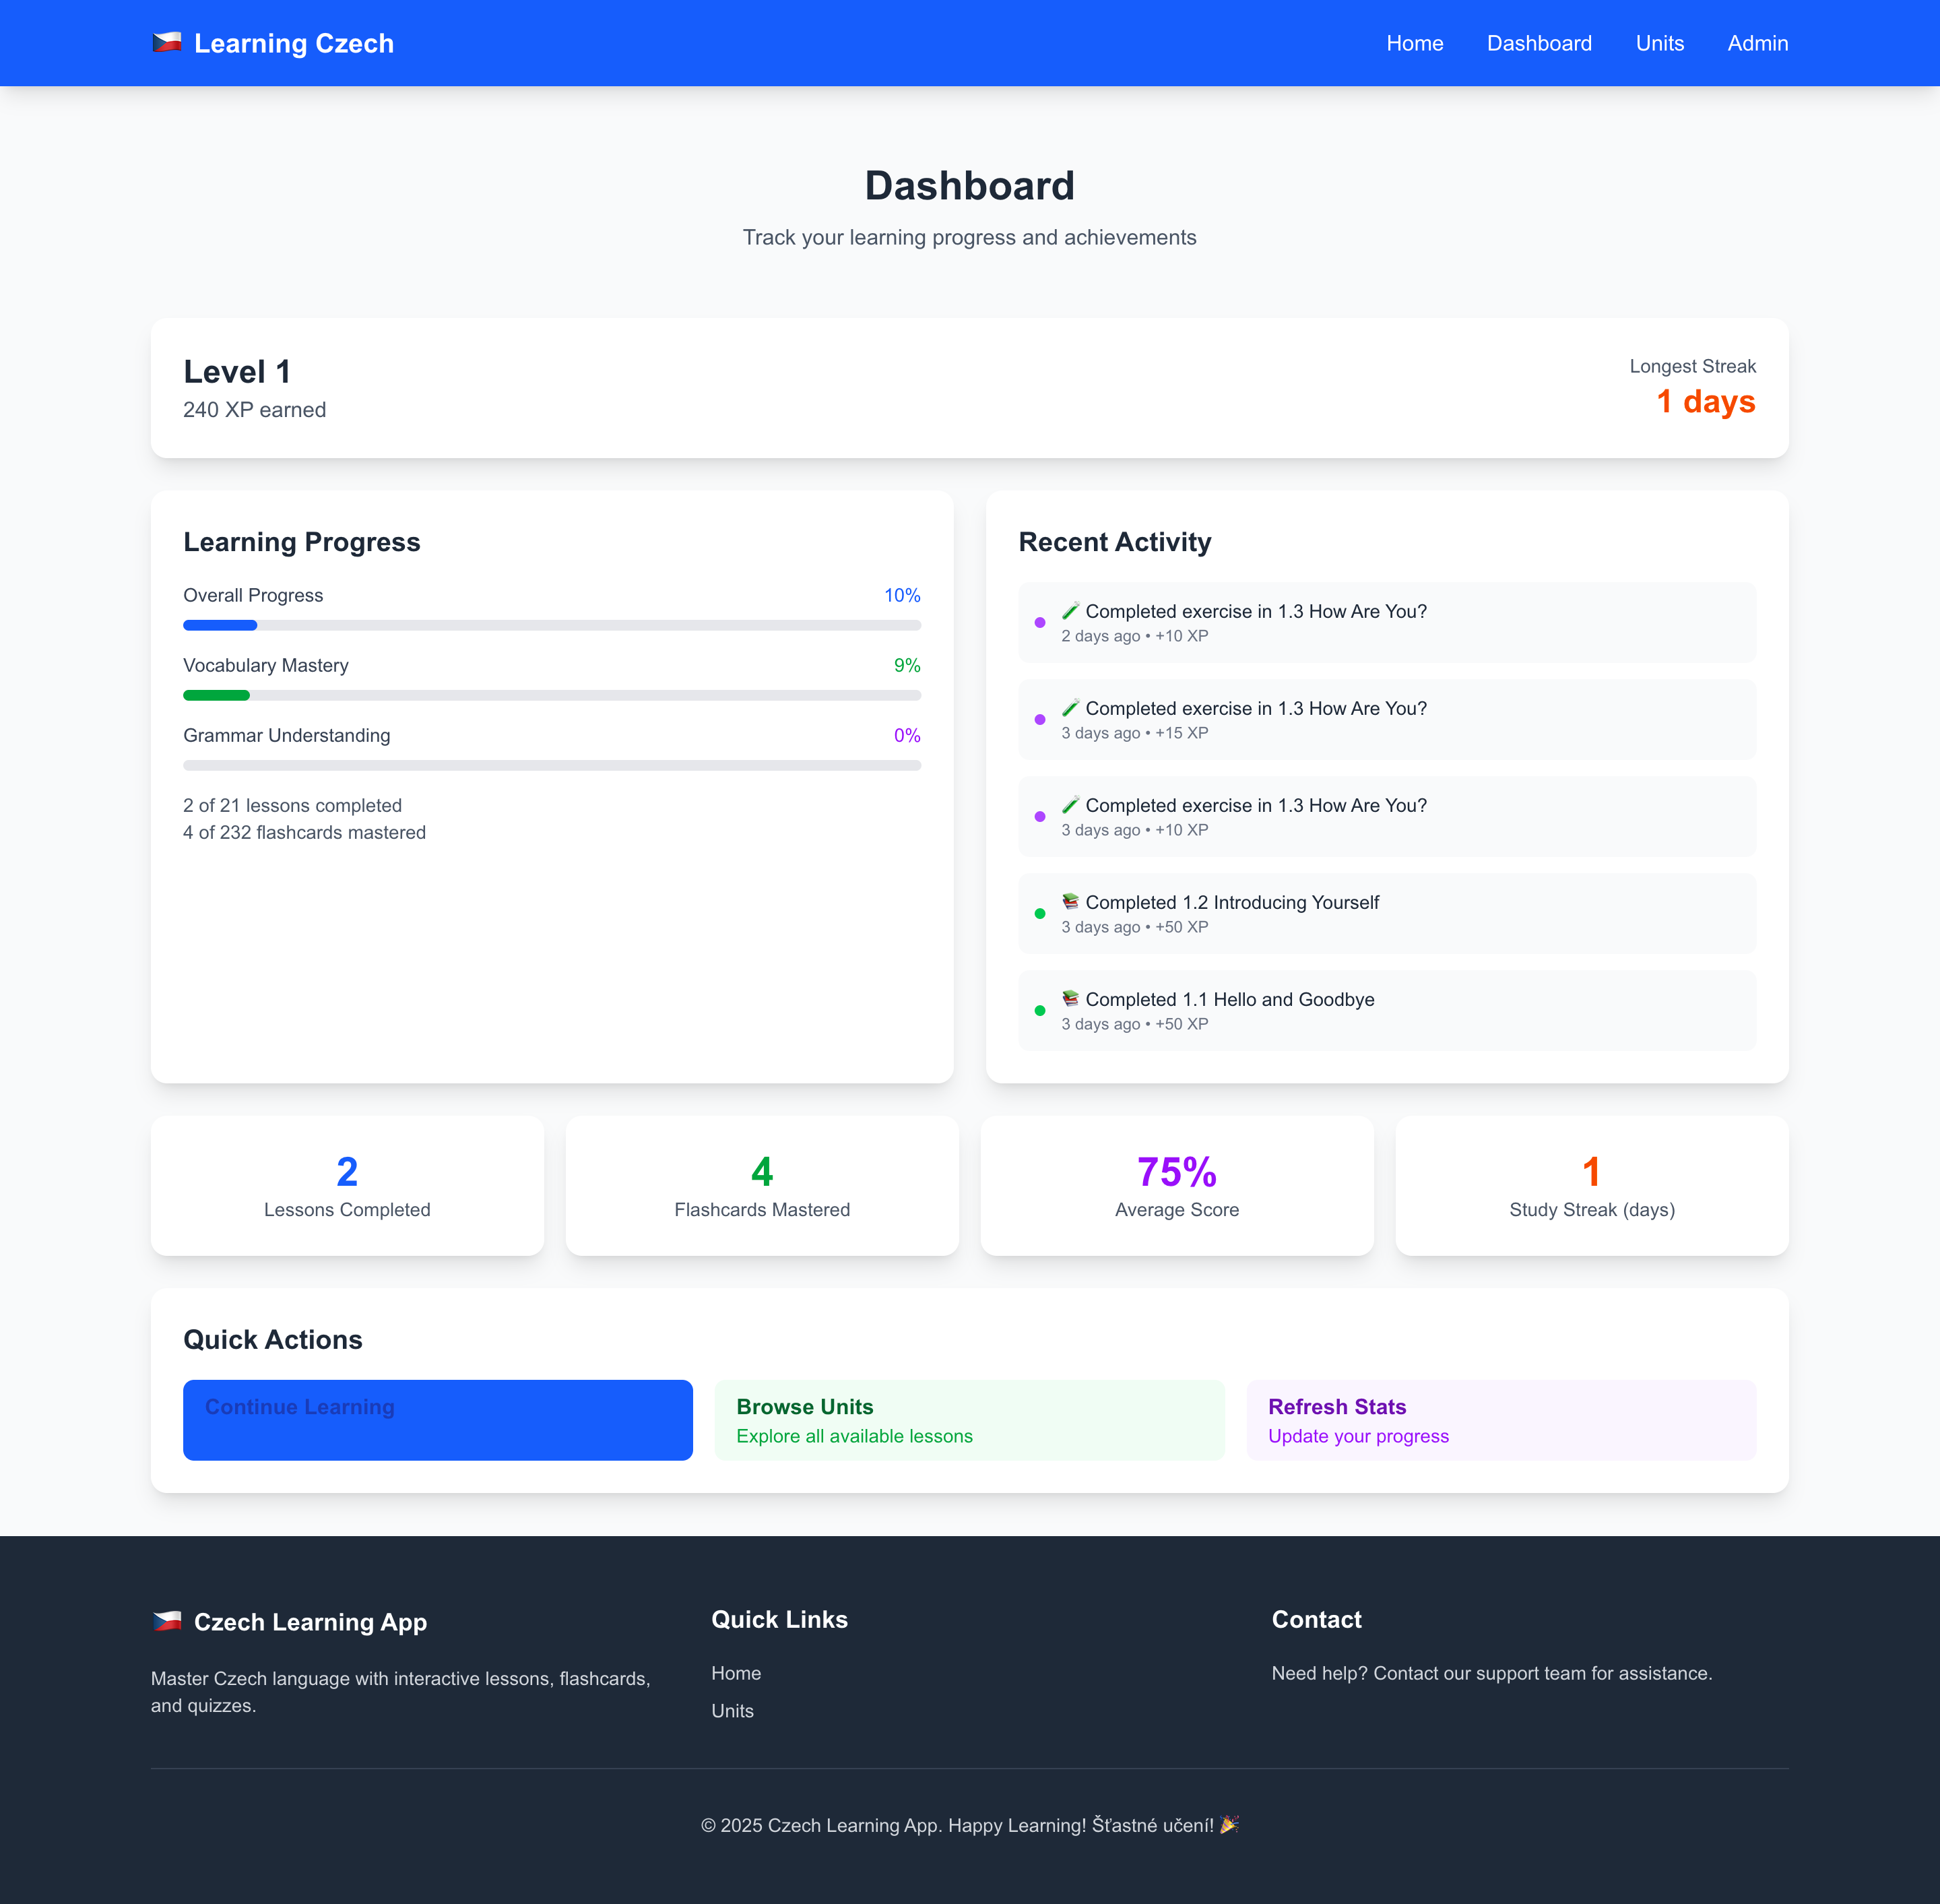 🇨🇿 Learning Czech
Home
Dashboard
Units
Admin
Dashboard
Track your learning progress and achievements
Level 1
240 XP earned
Longest Streak
1 days
Learning Progress
Overall Progress 10%
Vocabulary Mastery 9%
Grammar Understanding 0%
2 of 21 lessons completed
4 of 232 flashcards mastered
Recent Activity
🧪 Completed exercise in 1.3 How Are You?
2 days ago • +10 XP
🧪 Completed exercise in 1.3 How Are You?
3 days ago • +15 XP
🧪 Completed exercise in 1.3 How Are You?
3 days ago • +10 XP
📚 Completed 1.2 Introducing Yourself
3 days ago • +50 XP
📚 Completed 1.1 Hello and Goodbye
3 days ago • +50 XP
2
Lessons Completed
4
Flashcards Mastered
75%
Average Score
1
Study Streak (days)
Quick Actions
Continue Learning
Browse Units
Explore all available lessons
Refresh Stats
Update your progress
🇨🇿 Czech Learning App
Master Czech language with interactive lessons, flashcards,
and quizzes.
Quick Links
Home
Units
Contact
Need help? Contact our support team for assistance.
© 2025 Czech Learning App. Happy Learning! Šťastné učení! 🎉